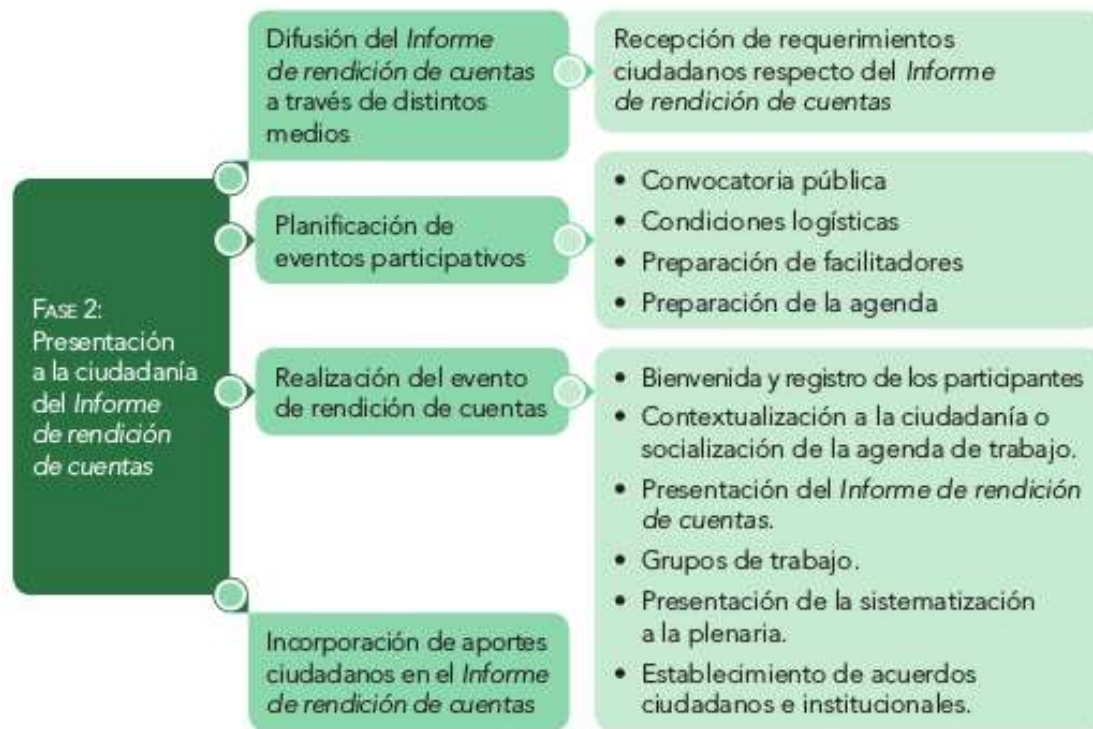 FASE 2:
Presentación
a la ciudadanía
del Informe
de rendición
de cuentas
Difusión del Informe
de rendición de cuentas
a través de distintos
medios
Recepción de requerimientos
ciudadanos respecto del Informe
de rendición de cuentas
Planificación de
eventos participativos
• Convocatoria pública
• Condiciones logísticas
• Preparación de facilitadores
• Preparación de la agenda
Realización del evento
de rendición de cuentas
• Bienvenida y registro de los participantes
• Contextualización a la ciudadanía o
socialización de la agenda de trabajo.
• Presentación del Informe de rendición
de cuentas.
• Grupos de trabajo.
• Presentación de la sistematización
a la plenaria.
• Establecimiento de acuerdos
ciudadanos e institucionales.
Incorporación de aportes
ciudadanos en el Informe
de rendición de cuentas